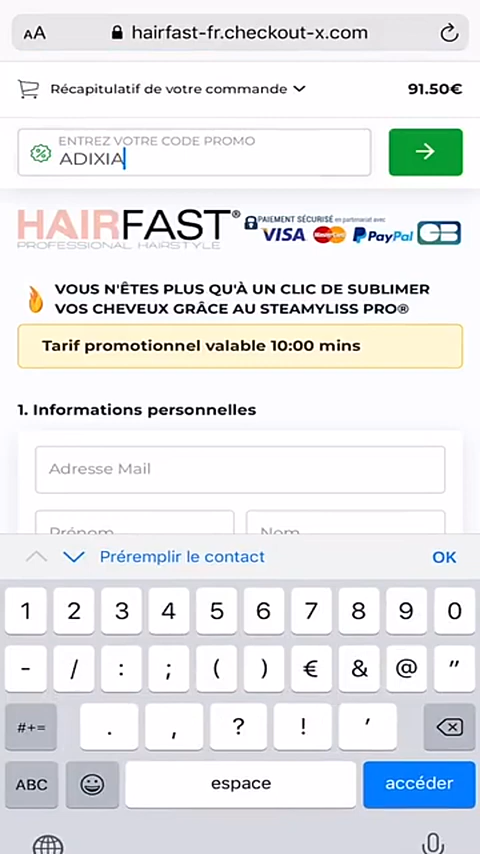 AA hairfast-fr.checkout-x.com
Récapitulatif de votre commande 91.50€
ENTREZ VOTRE CODE PROMO
ADIXIA
HAIRFAST®
PROFESSIONAL HAIRSTYLE
PAIEMENT SÉCURISÉ en partenariat avec
VISA MasterCard PayPal CB
VOUS N'ÊTES PLUS QU'À UN CLIC DE SUBLIMER
VOS CHEVEUX GRÂCE AU STEAMYLISS PRO®
Tarif promotionnel valable 10:00 mins
1. Informations personnelles
Adresse Mail
Prénom Nom
Préremplir le contact OK
1 2 3 4 5 6 7 8 9 0
- / : ; ( ) € & @ "
#+= . , ? ! '
ABC espace accéder